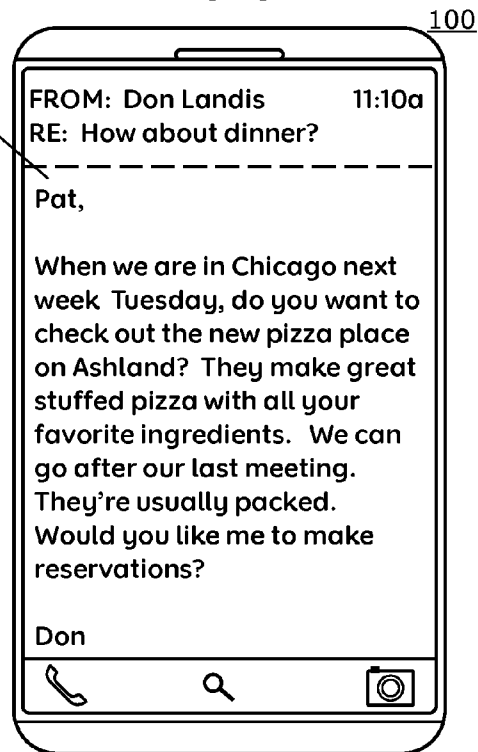 100
FROM: Don Landis 11:10a
RE: How about dinner?
Pat,
When we are in Chicago next
week Tuesday, do you want to
check out the new pizza place
on Ashland? They make great
stuffed pizza with all your
favorite ingredients. We can
go after our last meeting.
They're usually packed.
Would you like me to make
reservations?
Don